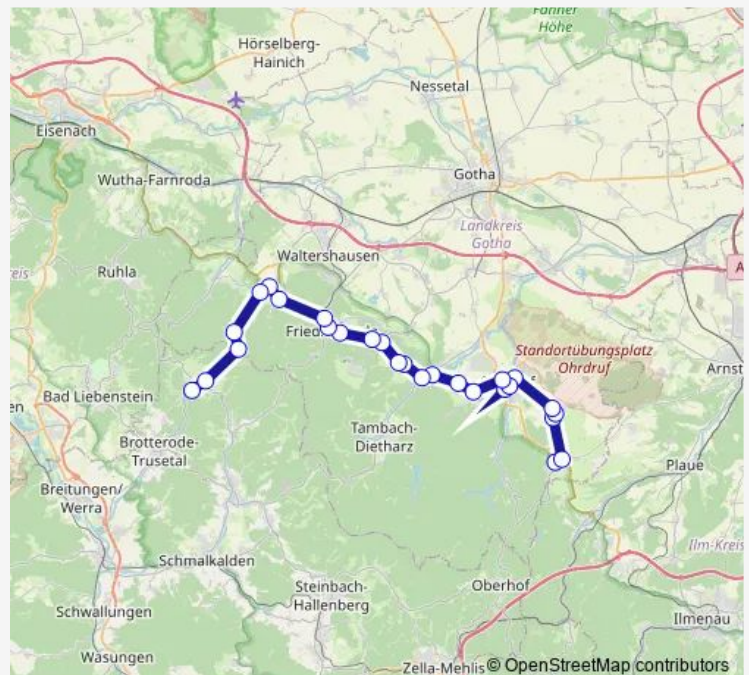 Fahner
Höhe
Hörselberg-
Hainich
Nessetal
Eisenach
Wutha-Farnroda
Gotha
Landkreis
Gotha
Waltershausen
A
eis
Ruhla
Standortübungsplatz
Ohrdruf
Arnst
Bad Liebenstein
en
Tambach-
Dietharz
Brotterode-
Trusetal
Plaue
Breitungen/
Werra
Ilm-Kreis
Schmalkalden
Oberhof
Steinbach-
Hallenberg
Schwallungen
Ilmenau
Wasungen
Zella-Mehlis
© OpenStreetMap contributors